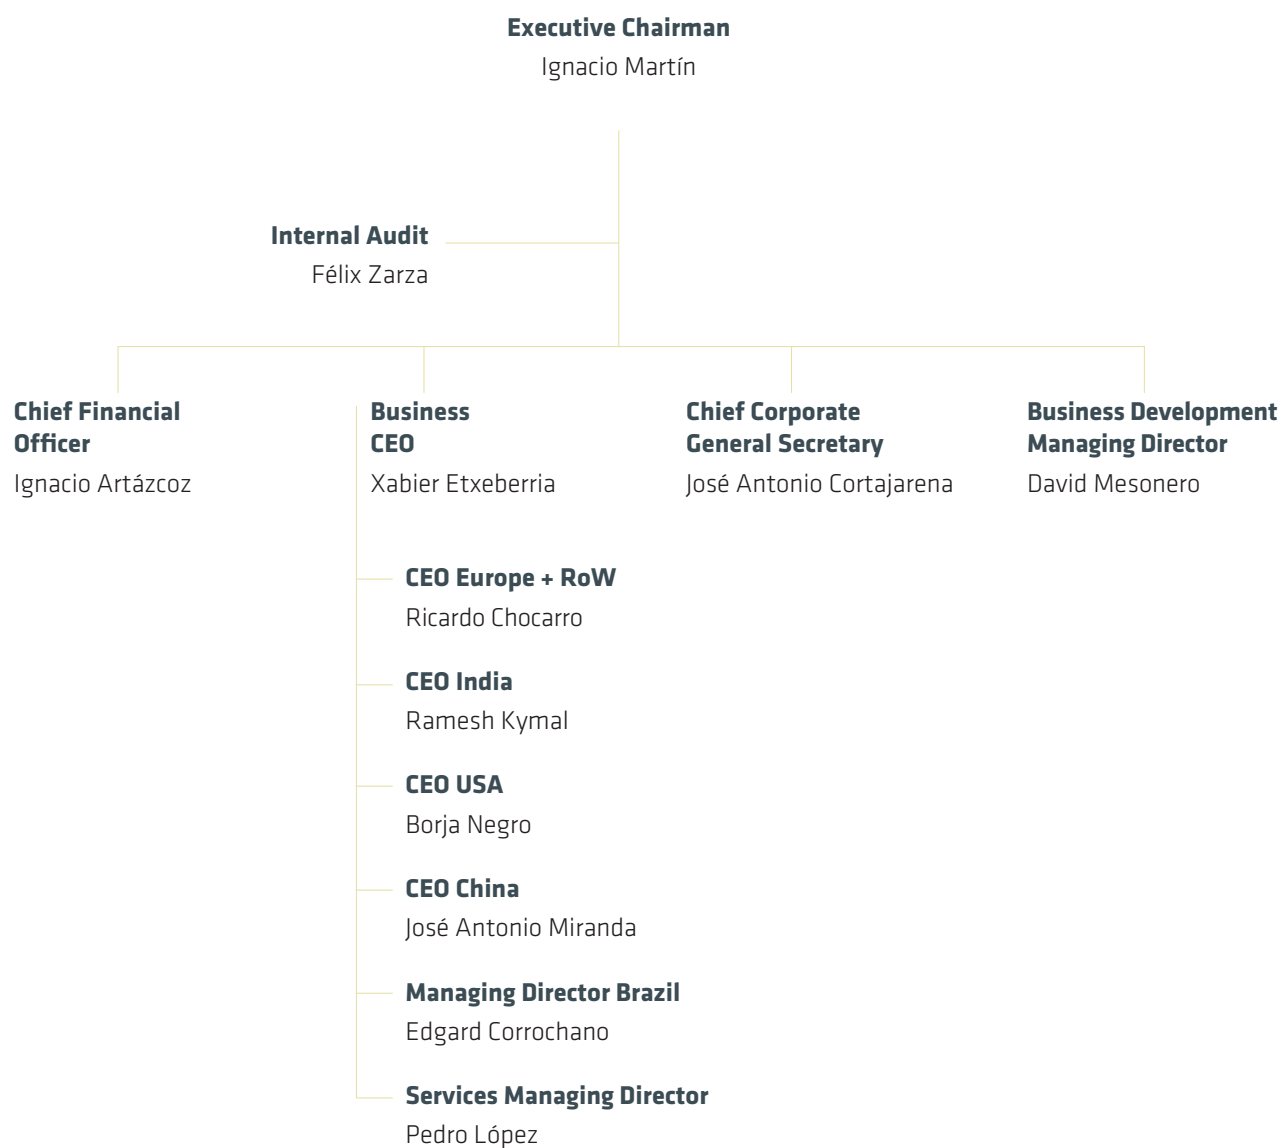 Executive Chairman
Ignacio Martín
Internal Audit
Félix Zarza
Chief Financial
Officer
Ignacio Artázcoz
Business
CEO
Xabier Etxeberria
Chief Corporate
General Secretary
José Antonio Cortajarena
Business Development
Managing Director
David Mesonero
CEO Europe + RoW
Ricardo Chocarro
CEO India
Ramesh Kymal
CEO USA
Borja Negro
CEO China
José Antonio Miranda
Managing Director Brazil
Edgard Corrochano
Services Managing Director
Pedro López